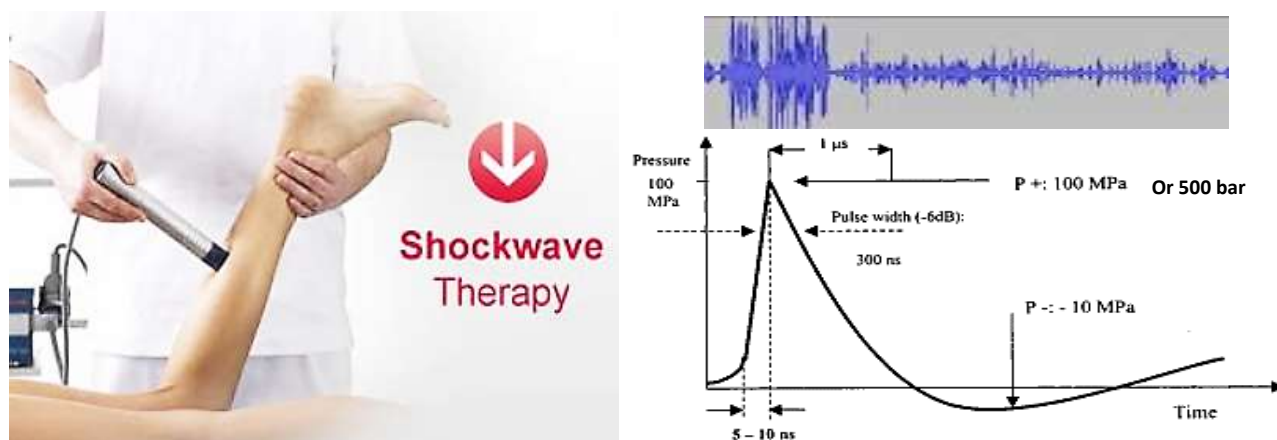 Shockwave
Therapy
1 µs
Pressure
100
MPa
P +: 100 MPa Or 500 bar
Pulse width (-6dB):
300 ns
P -: - 10 MPa
Time
5 – 10 ns